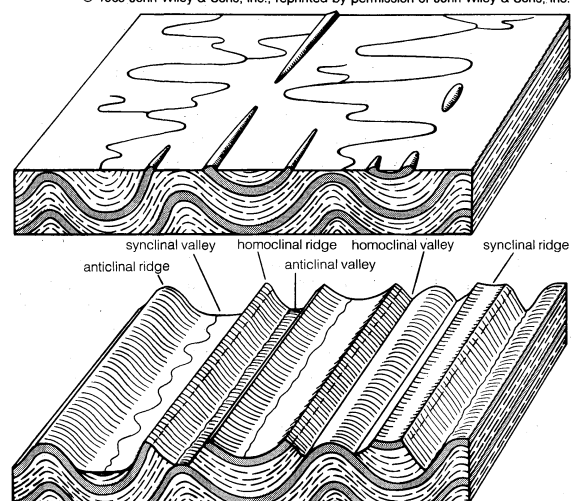 © 1983 John Wiley & Sons, Inc., reprinted by permission of John Wiley & Sons, Inc.
synclinal valley homoclinal ridge homoclinal valley synclinal ridge
anticlinal ridge anticlinal valley